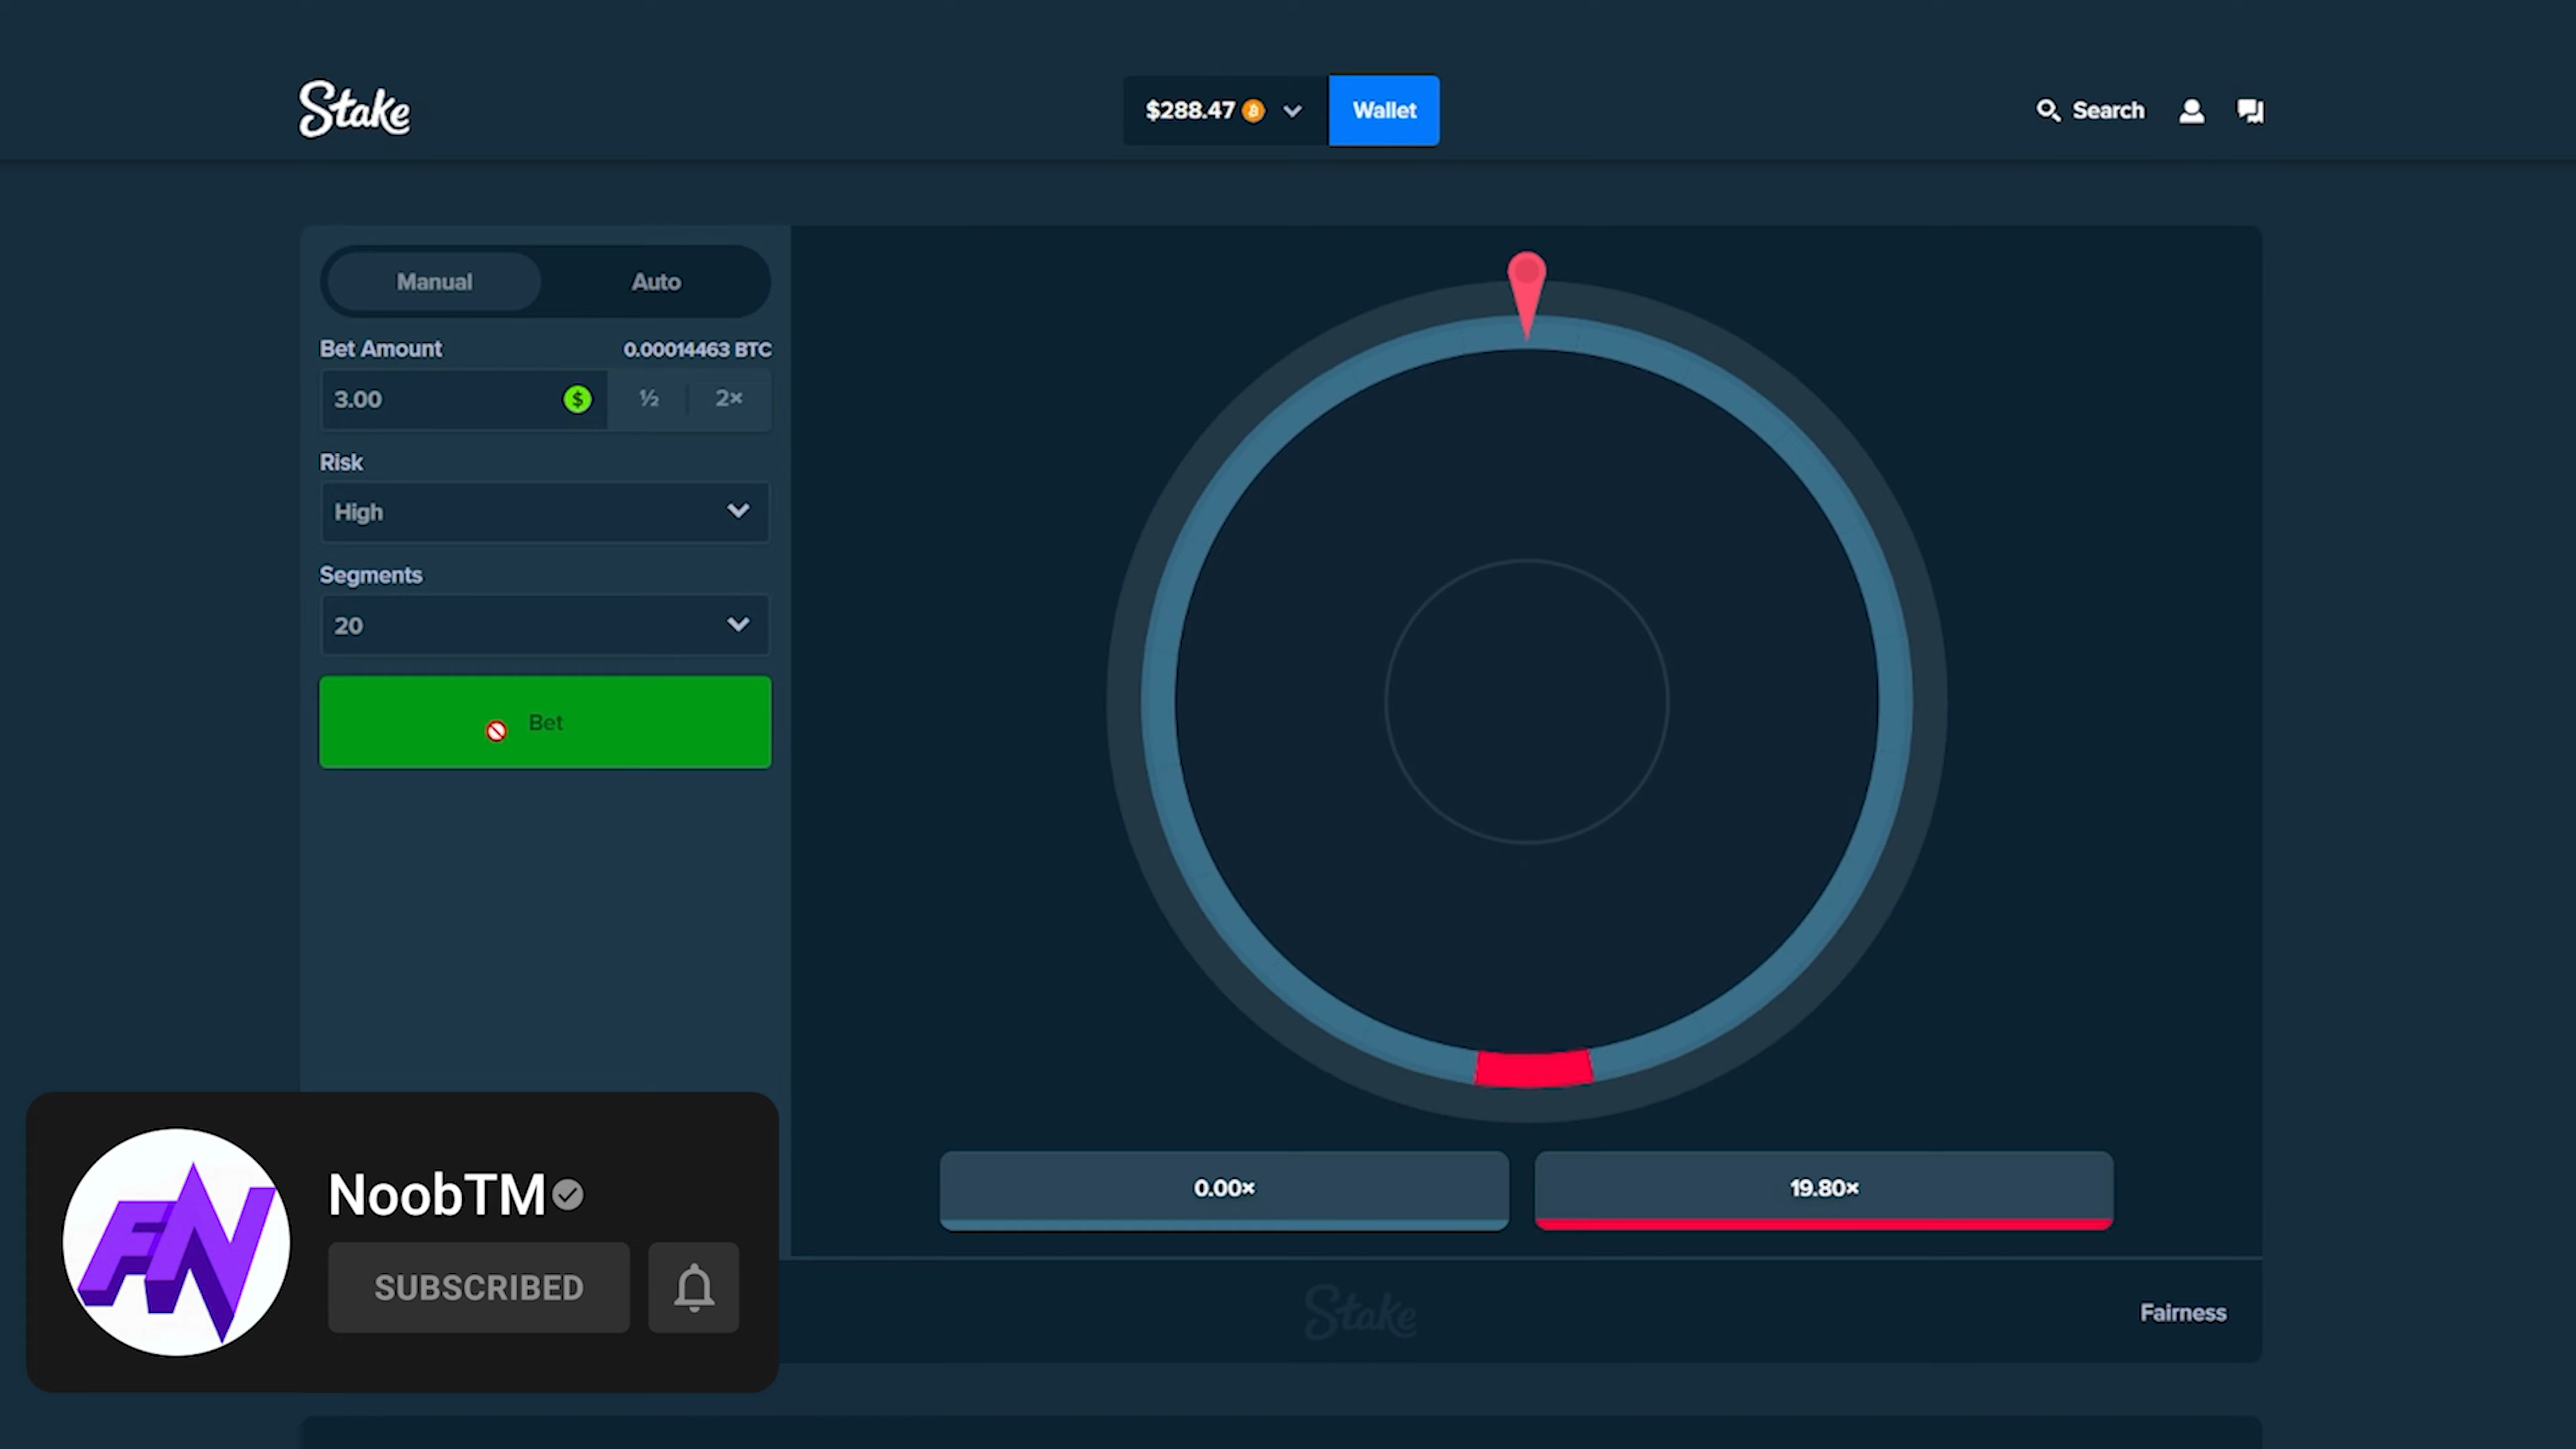 Stake
$288.47
Wallet
Search
Manual
Auto
Bet Amount
0.00014463 BTC
3.00
$
½
2×
Risk
High
Segments
20
Bet
0.00×
19.80×
Stake
Fairness
FN
NoobTM
SUBSCRIBED